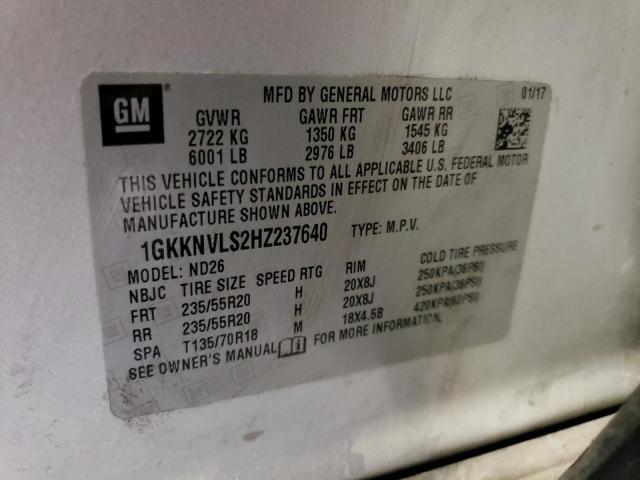 GM
MFD BY GENERAL MOTORS LLC 01/17
GVWR GAWR FRT GAWR RR
2722 KG 1350 KG 1545 KG
6001 LB 2976 LB 3406 LB
THIS VEHICLE CONFORMS TO ALL APPLICABLE U.S. FEDERAL MOTOR
VEHICLE SAFETY STANDARDS IN EFFECT ON THE DATE OF
MANUFACTURE SHOWN ABOVE.
1GKKNVLS2HZ237640 TYPE: M.P.V.
MODEL: ND26
NBJC TIRE SIZE SPEED RTG RIM COLD TIRE PRESSURE
FRT 235/55R20 H 20X8J 250KPA(36PSI)
RR 235/55R20 H 20X8J 250KPA(36PSI)
SPA T135/70R18 M 18X4.5B 420KPA(60PSI)
SEE OWNER'S MANUAL FOR MORE INFORMATION.